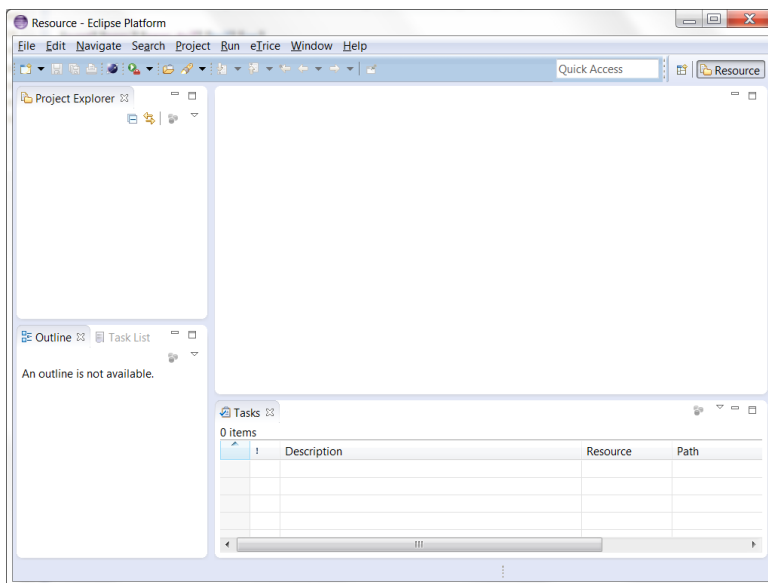 Resource - Eclipse Platform
File Edit Navigate Search Project Run eTrice Window Help
Quick Access
Resource
Project Explorer
Outline
Task List
An outline is not available.
Tasks
0 items
! Description Resource Path